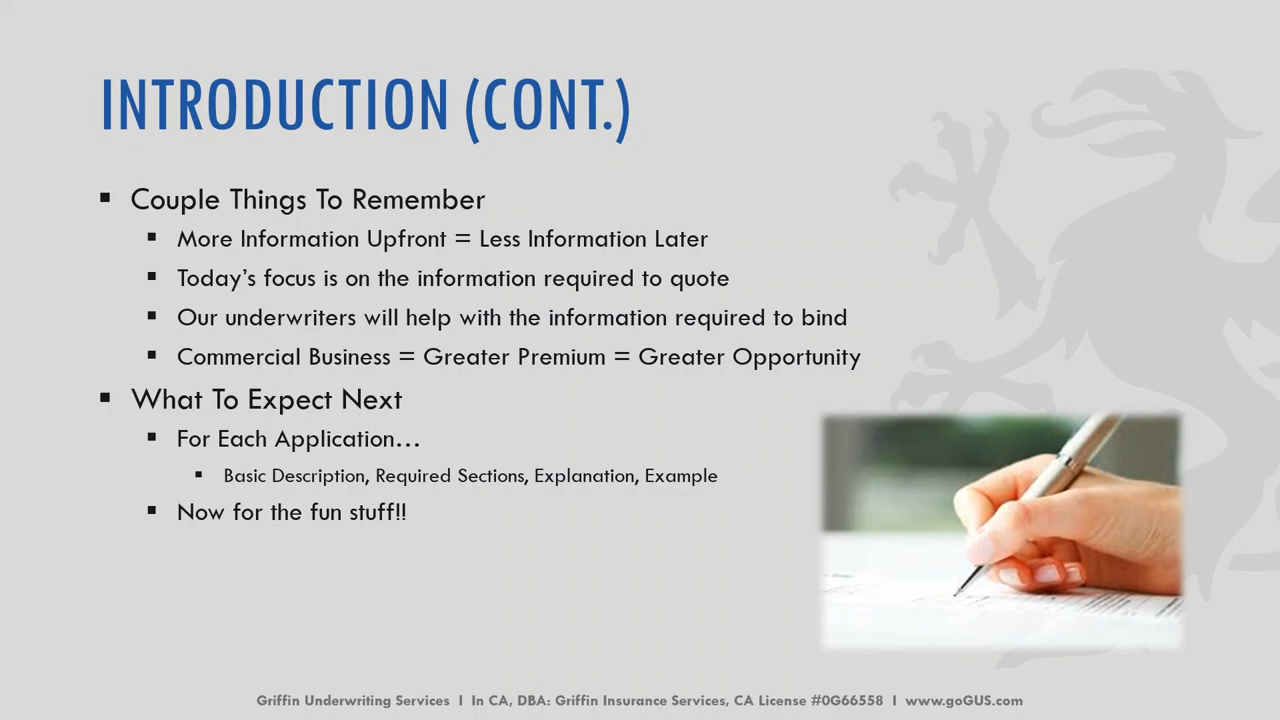 INTRODUCTION (CONT.)
Couple Things To Remember
More Information Upfront = Less Information Later
Today's focus is on the information required to quote
Our underwriters will help with the information required to bind
Commercial Business = Greater Premium = Greater Opportunity
What To Expect Next
For Each Application...
Basic Description, Required Sections, Explanation, Example
Now for the fun stuff!!
Griffin Underwriting Services I In CA, DBA: Griffin Insurance Services, CA License #0G66558 I www.goGUS.com